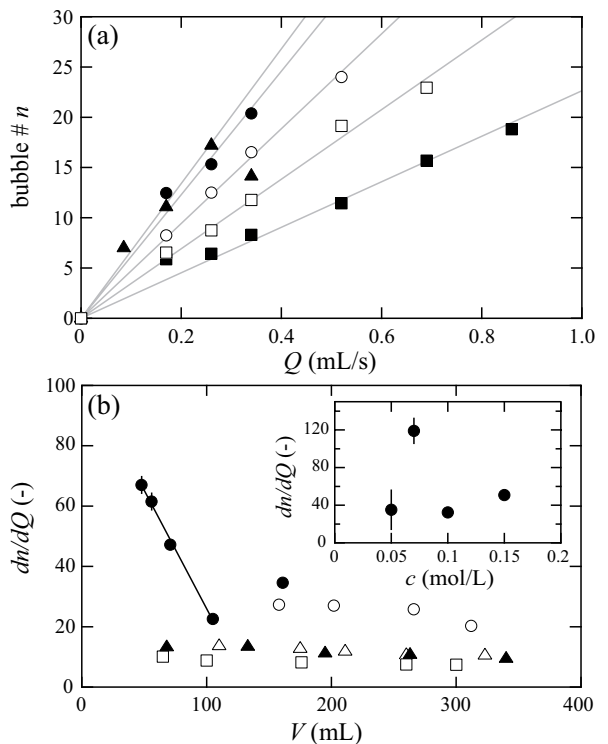 (a)
30
25
20
15
10
5
0
bubble # n
0 0.2 0.4 0.6 0.8 1.0
Q (mL/s)
(b)
100
80
60
40
20
0
dn/dQ (-)
120
80
40
0
dn/dQ (-)
0 0.05 0.1 0.15 0.2
c (mol/L)
0 100 200 300 400
V (mL)